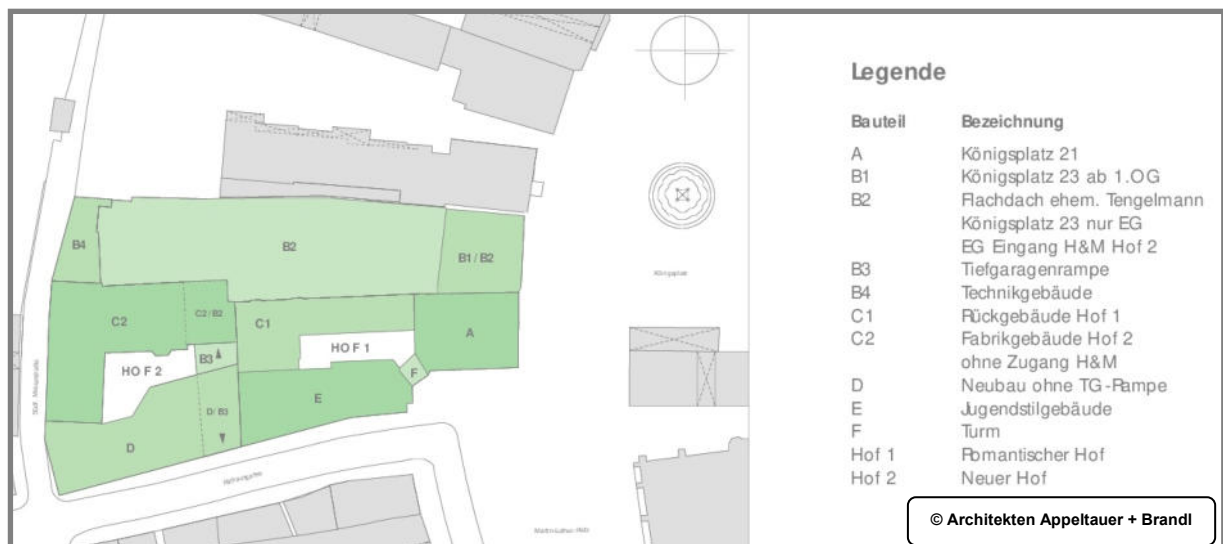 Legende
Bauteil Bezeichnung
A Königsplatz 21
B1 Königsplatz 23 ab 1.OG
B2 Flachdach ehem. Tengelmann
Königsplatz 23 nur EG
EG Eingang H&M Hof 2
B3 Tiefgaragenrampe
B4 Technikgebäude
C1 Rückgebäude Hof 1
C2 Fabrikgebäude Hof 2
ohne Zugang H&M
D Neubau ohne TG-Rampe
E Jugendstilgebäude
F Turm
Hof 1 Romantischer Hof
Hof 2 Neuer Hof
© Architekten Appeltauer + Brandl
B4
B2
B1 / B2
Königsplatz
C2
C2 / B2
C1
A
HOF 1
HOF 2
B3
F
E
D / B3
D